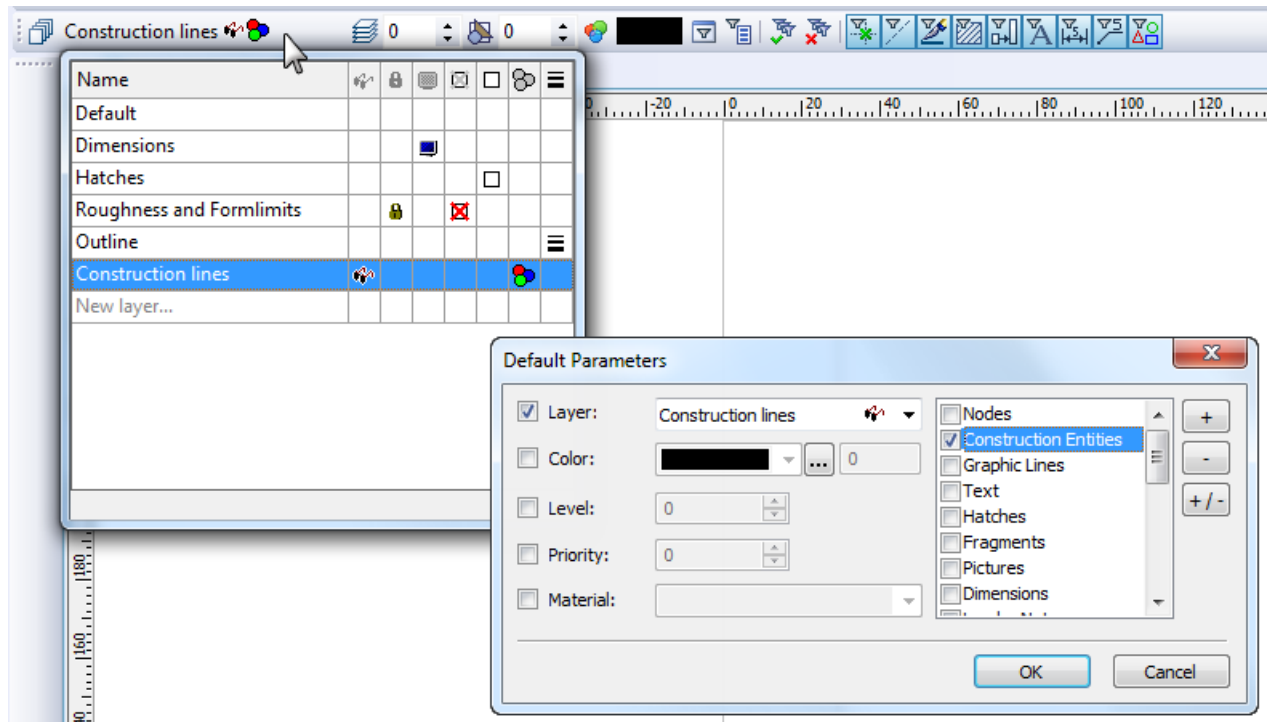 Construction lines 0 0
Name
Default
Dimensions
Hatches
Roughness and Formlimits
Outline
Construction lines
New layer...
-20 0 20 40 60 80 100 120
180
160
Default Parameters
Layer: Construction lines
Color: ... 0
Level: 0
Priority: 0
Material:
Nodes
Construction Entities
Graphic Lines
Text
Hatches
Fragments
Pictures
Dimensions
+
-
+ / -
OK Cancel